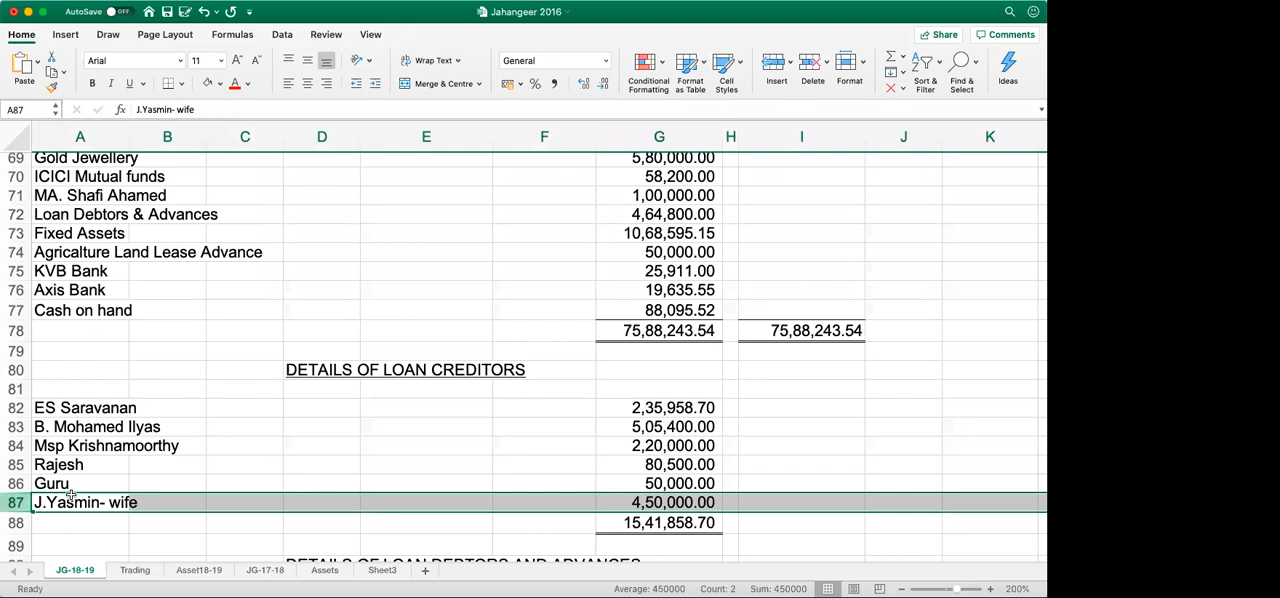 AutoSave OFF Jahangeer 2016
Home Insert Draw Page Layout Formulas Data Review View Share Comments
Paste Arial 11 A^ A˅ Wrap Text General Conditional Formatting Format as Table Cell Styles Insert Delete Format Sort & Filter Find & Select Ideas
B I U A Merge & Centre %
A87 fx J.Yasmin- wife
A B C D E F G H I J K
69 Gold Jewellery 5,80,000.00
70 ICICI Mutual funds 58,200.00
71 MA. Shafi Ahamed 1,00,000.00
72 Loan Debtors & Advances 4,64,800.00
73 Fixed Assets 10,68,595.15
74 Agriculture Land Lease Advance 50,000.00
75 KVB Bank 25,911.00
76 Axis Bank 19,635.55
77 Cash on hand 88,095.52
78 75,88,243.54 75,88,243.54
79
80 DETAILS OF LOAN CREDITORS
81
82 ES Saravanan 2,35,958.70
83 B. Mohamed Ilyas 5,05,400.00
84 Msp Krishnamoorthy 2,20,000.00
85 Rajesh 80,500.00
86 Guru 50,000.00
87 J.Yasmin- wife 4,50,000.00
88 15,41,858.70
89
DETAILS OF LOAN DEBTORS AND ADVANCES
JG-18-19 Trading Asset18-19 JG-17-18 Assets Sheet3 +
Ready Average: 450000 Count: 2 Sum: 450000 200%